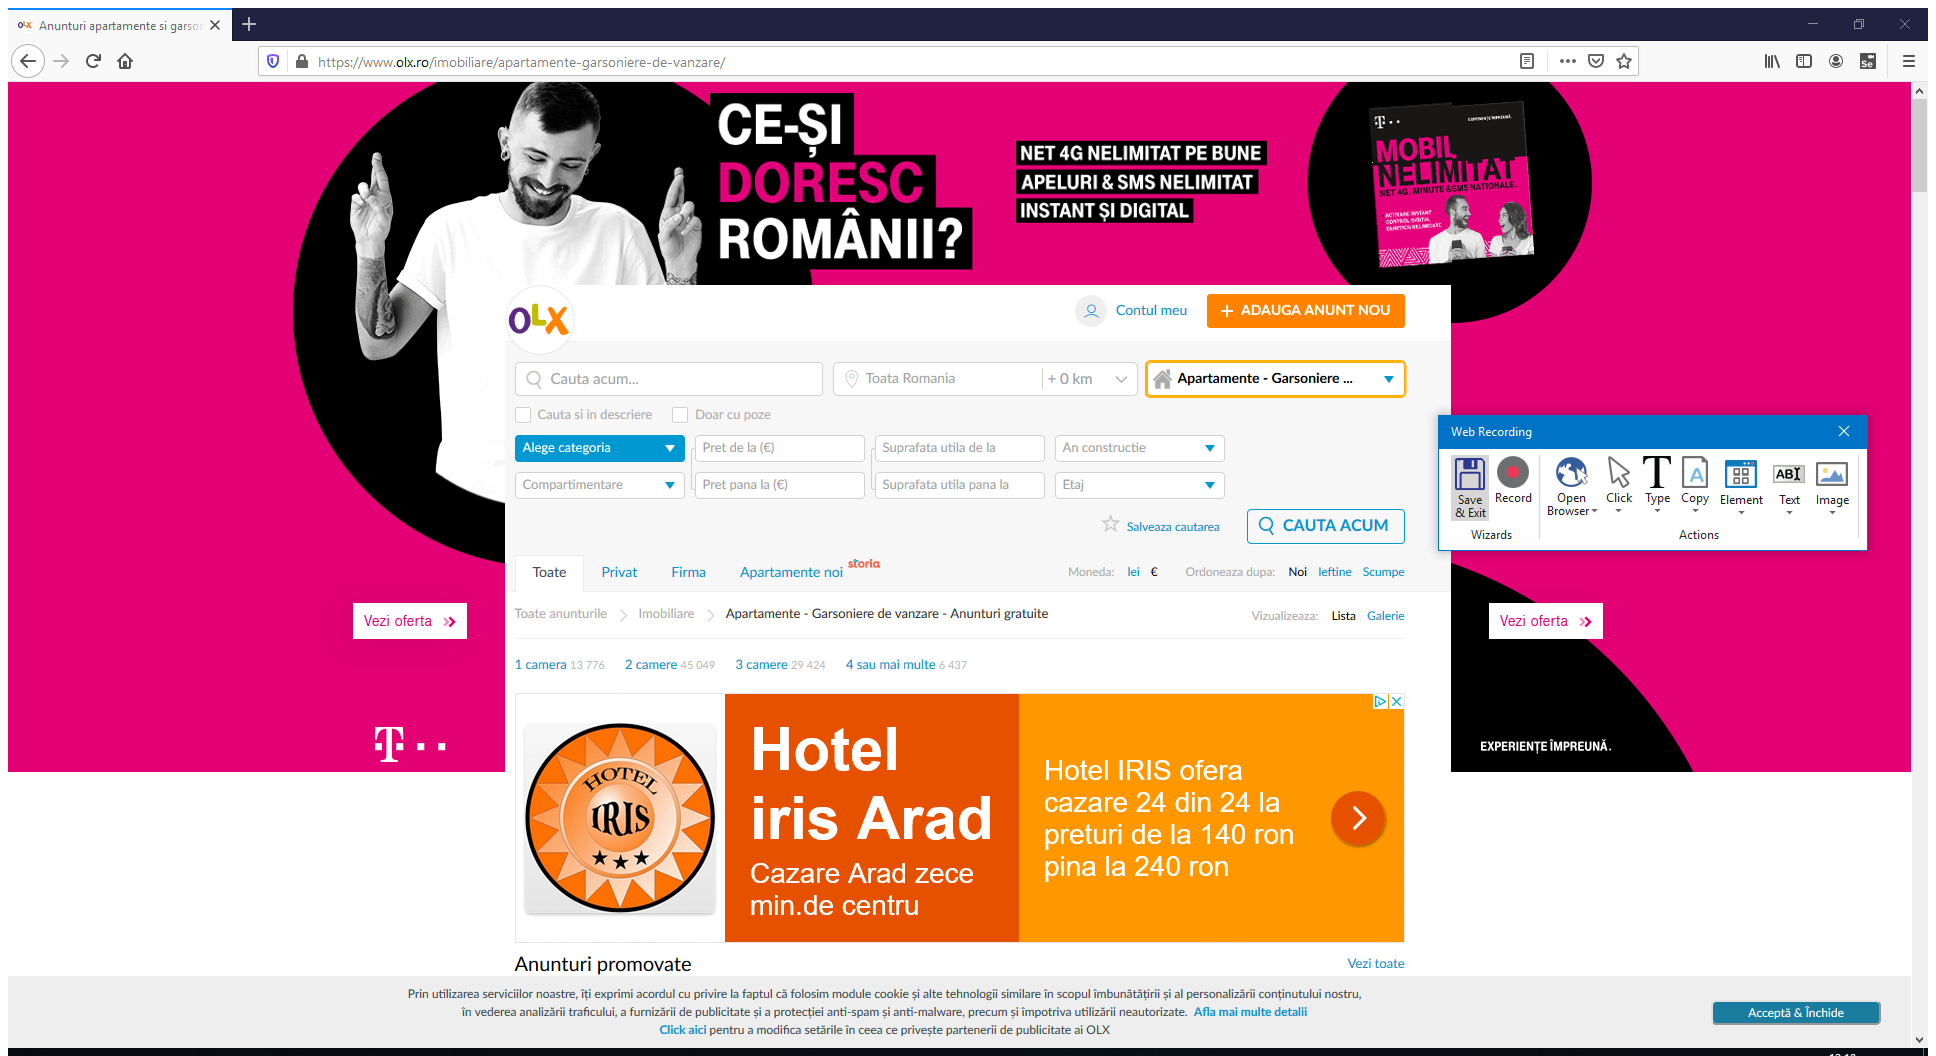 OLX Anunturi apartamente si garson
https://www.olx.ro/imobiliare/apartamente-garsoniere-de-vanzare/
Se
CE-ȘI
DORESC
ROMÂNII?
NET 4G NELIMITAT PE BUNE
APELURI & SMS NELIMITAT
INSTANT ȘI DIGITAL
T
EXPERIENȚE ÎMPREUNĂ.
MOBIL
NELIMITAT
NET 4G. MINUTE & SMS NATIONALE.
OLX
Contul meu
+ ADAUGA ANUNT NOU
Cauta acum...
Toata Romania
+ 0 km
Apartamente - Garsoniere ...
Cauta si in descriere
Doar cu poze
Alege categoria
Pret de la (€)
Suprafata utila de la
An constructie
Compartimentare
Pret pana la (€)
Suprafata utila pana la
Etaj
Salveaza cautarea
CAUTA ACUM
Web Recording
Save
& Exit
Record
Open
Browser
Click
T
Type
A
Copy
Element
AB
Text
Image
Wizards
Actions
Toate
Privat
Firma
Apartamente noi
storia
Moneda:
lei
€
Ordoneaza dupa:
Noi
Ieftine
Scumpe
Toate anunturile
Imobiliare
Apartamente - Garsoniere de vanzare - Anunturi gratuite
Vizualizeaza:
Lista
Galerie
Vezi oferta
Vezi oferta
1 camera 13 776
2 camere 45 049
3 camere 29 424
4 sau mai multe 6 437
T
EXPERIENȚE ÎMPREUNĂ.
HOTEL
IRIS
Hotel
iris Arad
Cazare Arad zece
min.de centru
Hotel IRIS ofera
cazare 24 din 24 la
preturi de la 140 ron
pina la 240 ron
Anunturi promovate
Vezi toate
Prin utilizarea serviciilor noastre, îți exprimi acordul cu privire la faptul că folosim module cookie și alte tehnologii similare în scopul îmbunătățirii și al personalizării conținutului nostru,
în vederea analizării traficului, a furnizării de publicitate și a protecției anti-spam și anti-malware, precum și împotriva utilizării neautorizate. Afla mai multe detalii
Click aici pentru a modifica setările în ceea ce privește partenerii de publicitate ai OLX
Acceptă & Închide